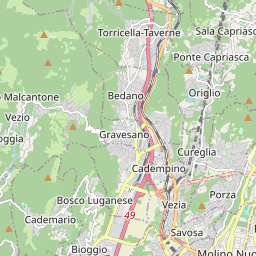 Torricella-Taverne
Sala Capriasca
Ponte Capriasca
Malcantone
Bedano
Origlio
Vezio
Gravesano
Cureglia
Cadempino
Bosco Luganese
Porza
Vezia
49
Cademario
Savosa
Bioggio
Molino Nuo